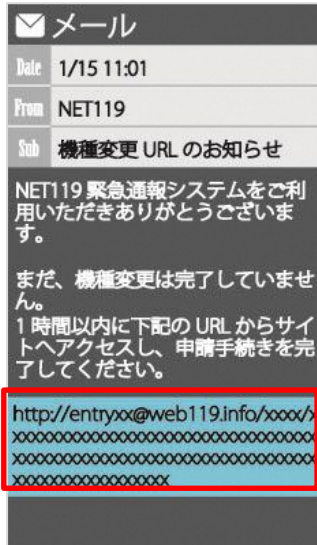 メール
Date 1/15 11:01
From NET119
Sub 機種変更 URL のお知らせ
NET119 緊急通報システムをご利
用いただきありがとうございま
す。
まだ、機種変更は完了していませ
ん。
1 時間以内に下記の URL からサイ
トへアクセスし、申請手続きを完
了してください。
http://entryxx@web119.info/xxxx/x
xxxxxxxxxxxxxxxxxxxxxxxxxxxxxxxxx
xxxxxxxxxxxxxxxxxxxxxxxxxxxxxxxxx
xxxxxxxxxxxxxxxxx